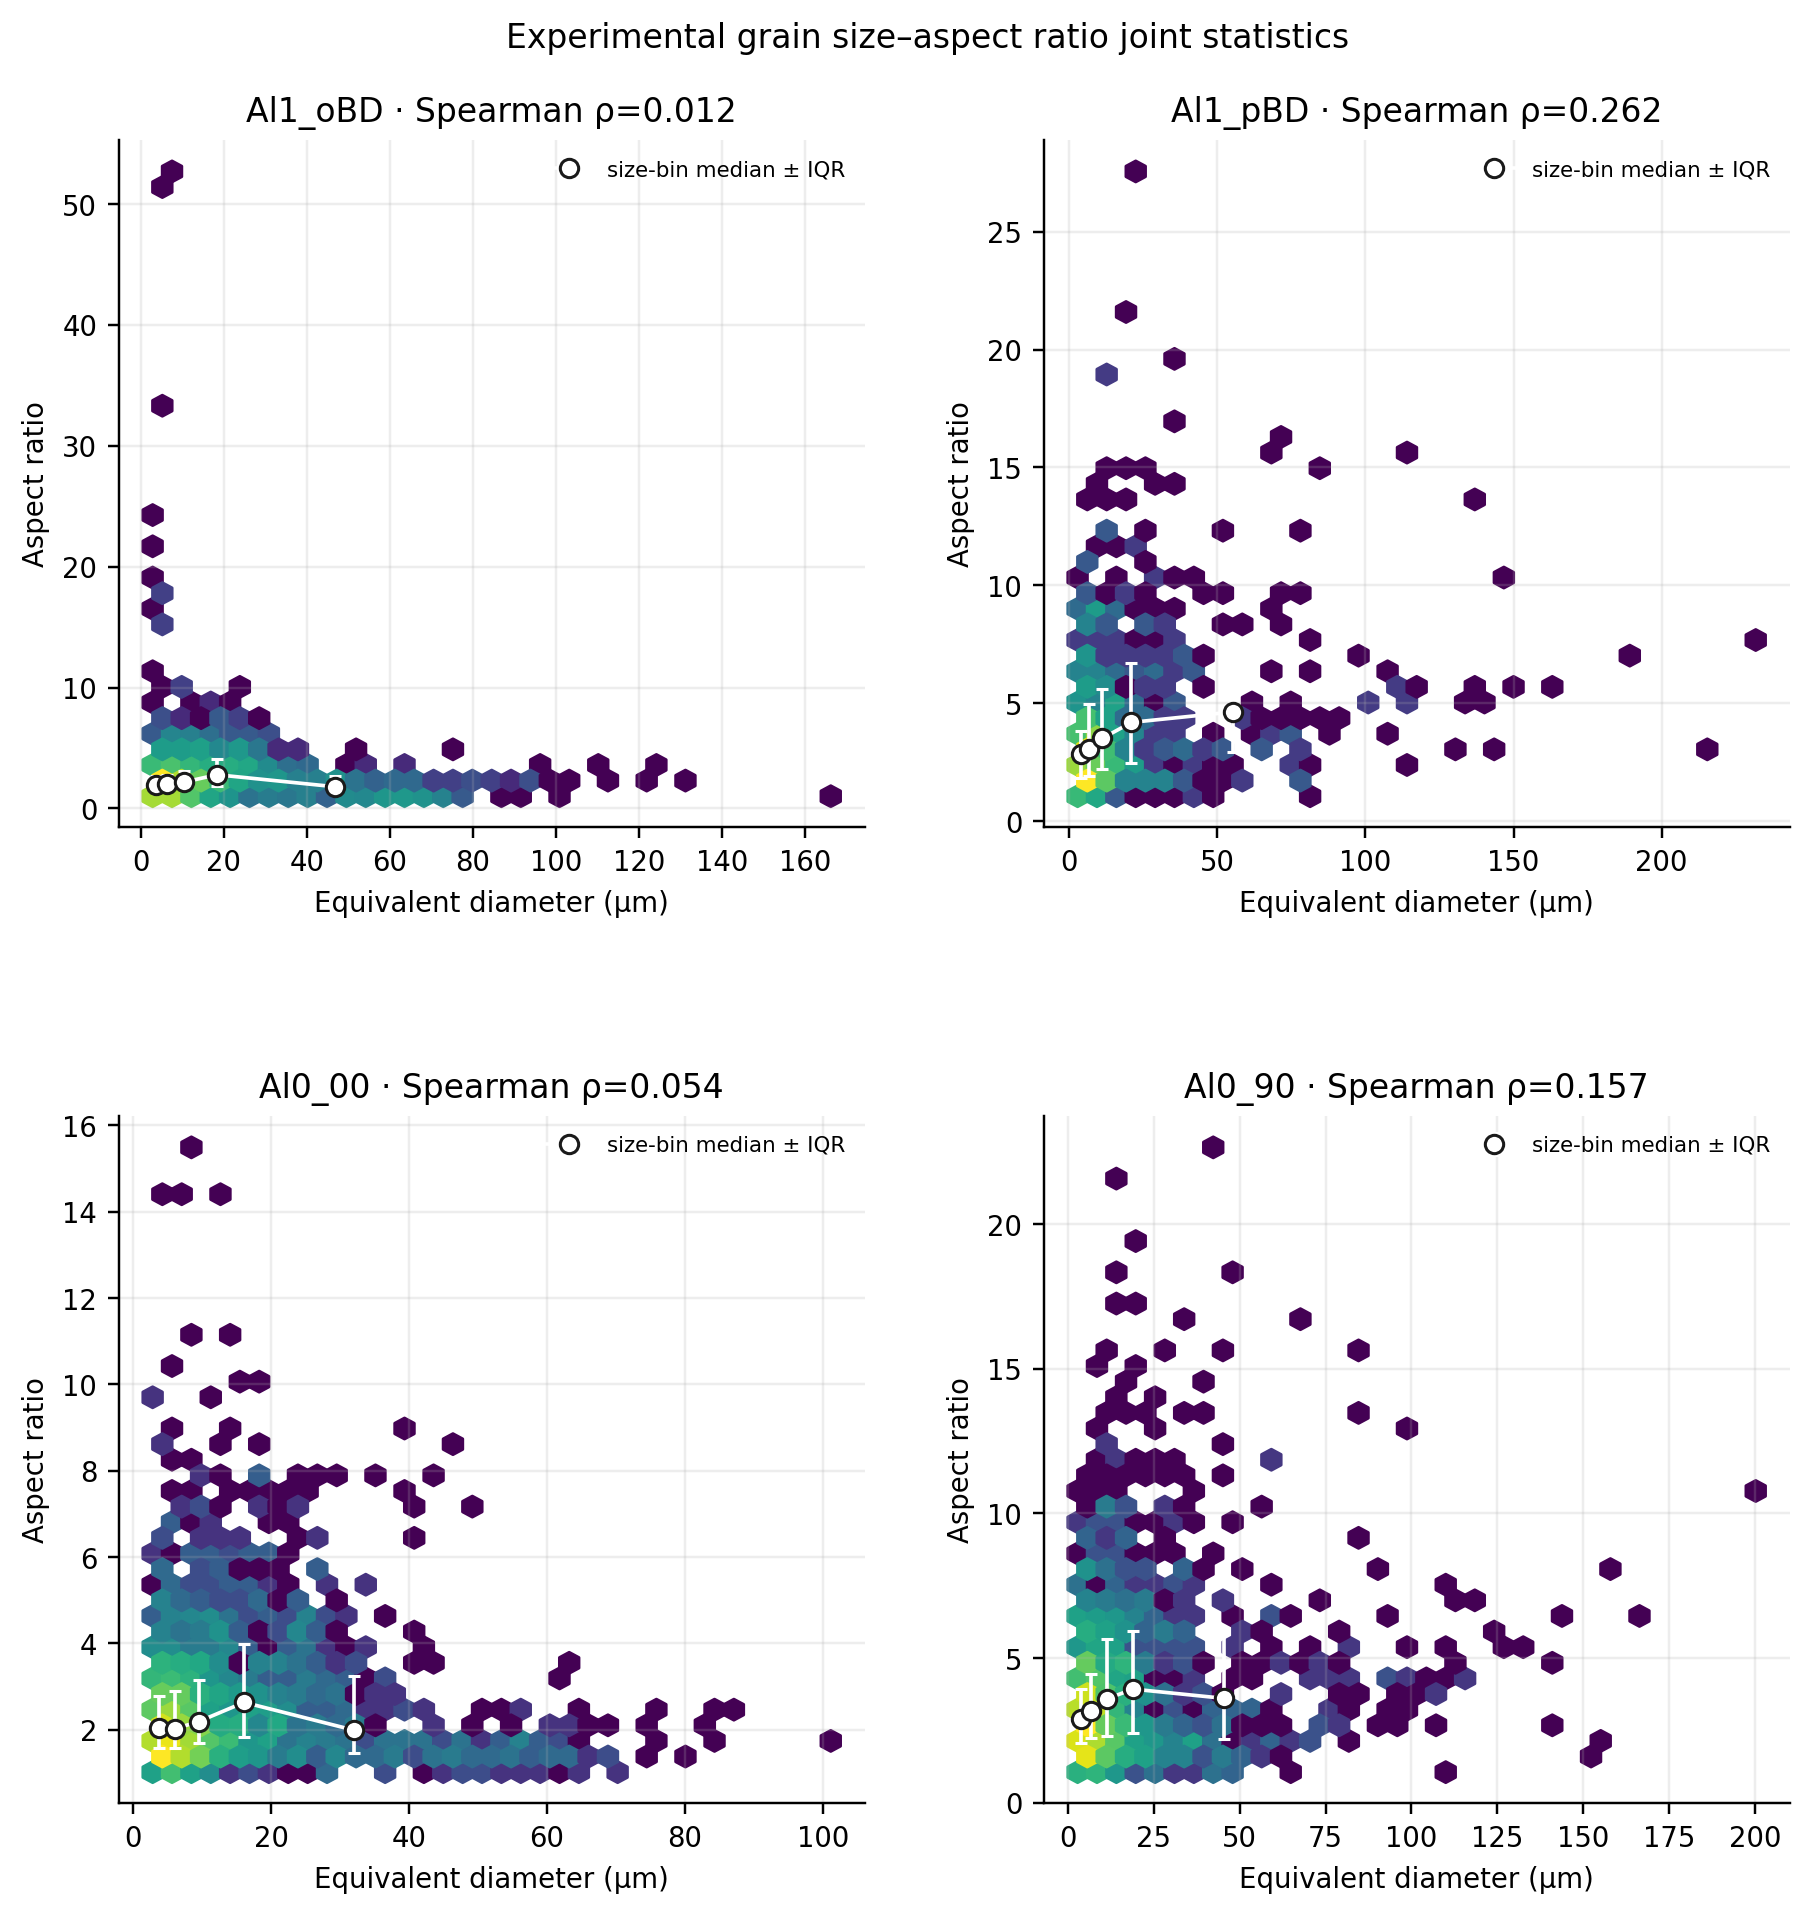 Experimental grain size–aspect ratio joint statistics
Al1_oBD · Spearman ρ=0.012
size-bin median ± IQR
Aspect ratio
50
40
30
20
10
0
0 20 40 60 80 100 120 140 160
Equivalent diameter (µm)
Al1_pBD · Spearman ρ=0.262
size-bin median ± IQR
Aspect ratio
25
20
15
10
5
0
0 50 100 150 200
Equivalent diameter (µm)
Al0_00 · Spearman ρ=0.054
size-bin median ± IQR
Aspect ratio
16
14
12
10
8
6
4
2
0 20 40 60 80 100
Equivalent diameter (µm)
Al0_90 · Spearman ρ=0.157
size-bin median ± IQR
Aspect ratio
20
15
10
5
0
0 25 50 75 100 125 150 175 200
Equivalent diameter (µm)